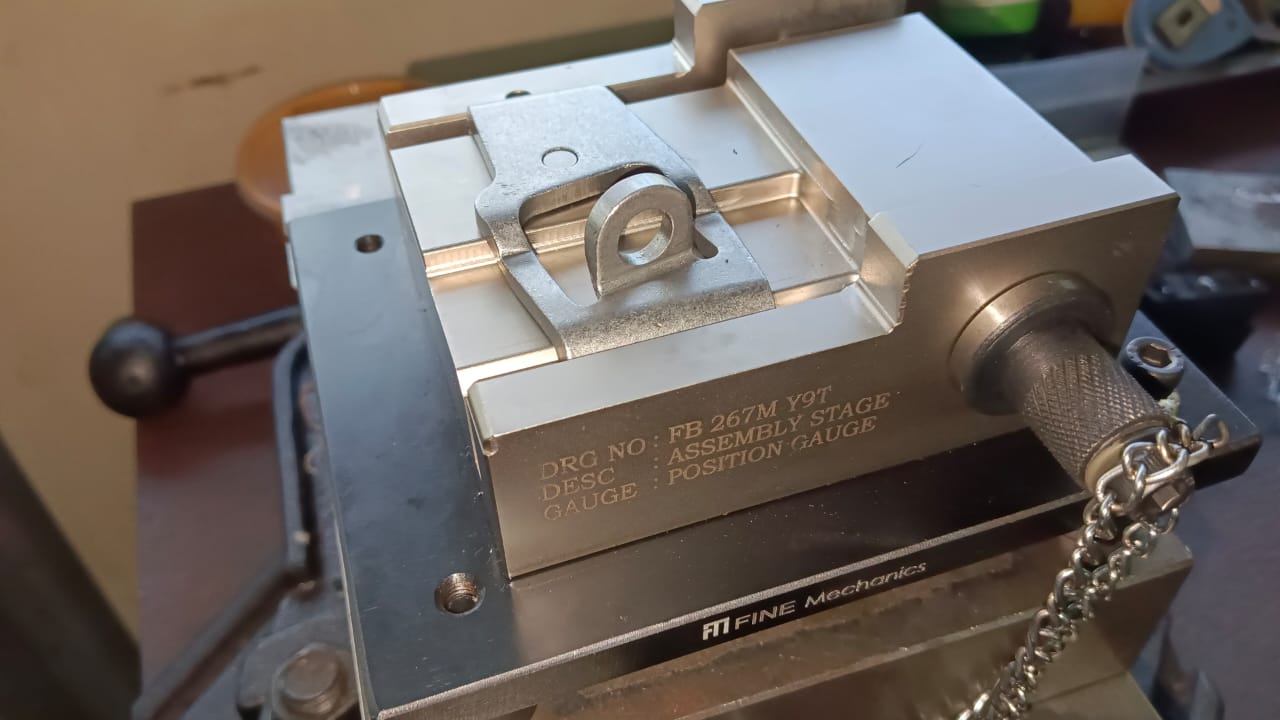 DRG NO : FB 267M Y9T
DESC : ASSEMBLY STAGE
GAUGE : POSITION GAUGE
FINE Mechanics